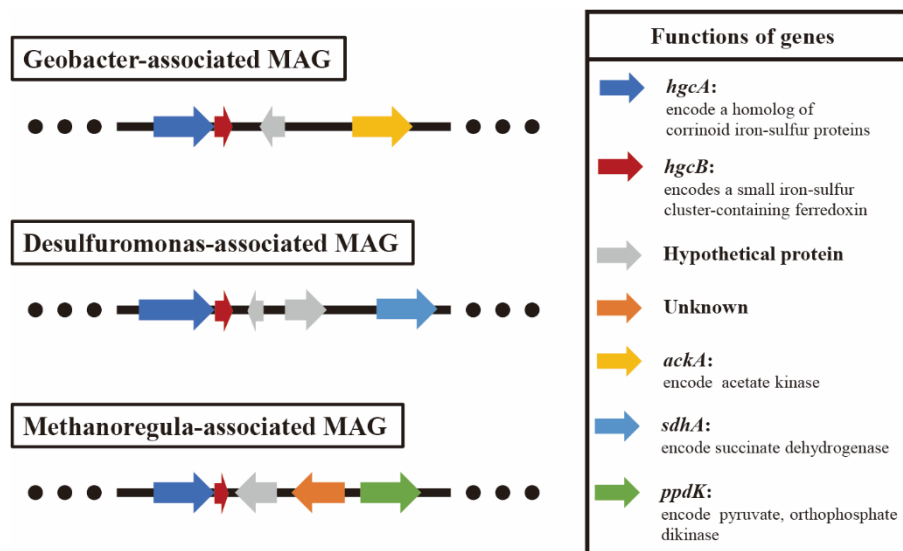 Geobacter-associated MAG
Desulfuromonas-associated MAG
Methanoregula-associated MAG
Functions of genes
hgcA:
encode a homolog of
corrinoid iron-sulfur proteins
hgcB:
encodes a small iron-sulfur
cluster-containing ferredoxin
Hypothetical protein
Unknown
ackA:
encode acetate kinase
sdhA:
encode succinate dehydrogenase
ppdK:
encode pyruvate, orthophosphate
dikinase